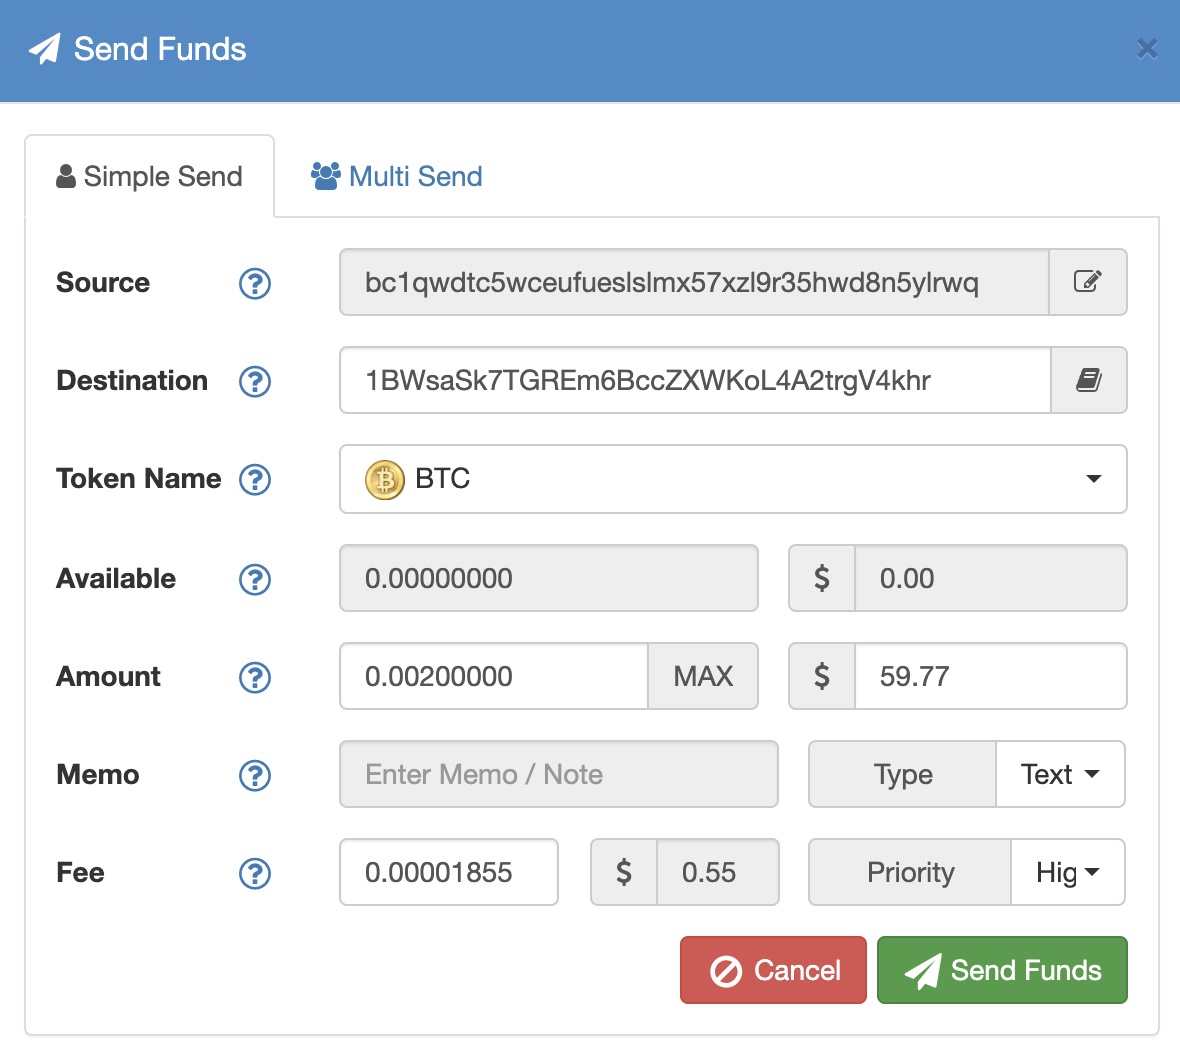 Send Funds
Simple Send Multi Send
Source ? bc1qwdtc5wceufueslslmx57xzl9r35hwd8n5ylrwq
Destination ? 1BWsaSk7TGREm6BccZXWKoL4A2trgV4khr
Token Name ? BTC
Available ? 0.00000000 $ 0.00
Amount ? 0.00200000 MAX $ 59.77
Memo ? Enter Memo / Note Type Text
Fee ? 0.00001855 $ 0.55 Priority Hig
Cancel Send Funds